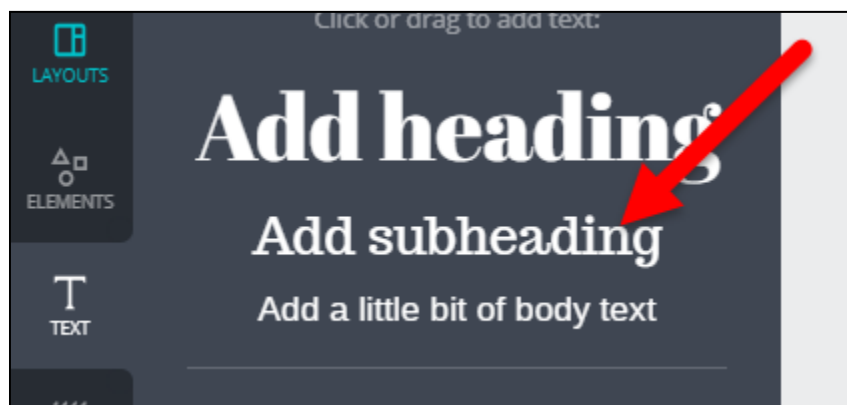 Click or drag to add text:
LAYOUTS
Add heading
ELEMENTS
Add subheading
TEXT
Add a little bit of body text